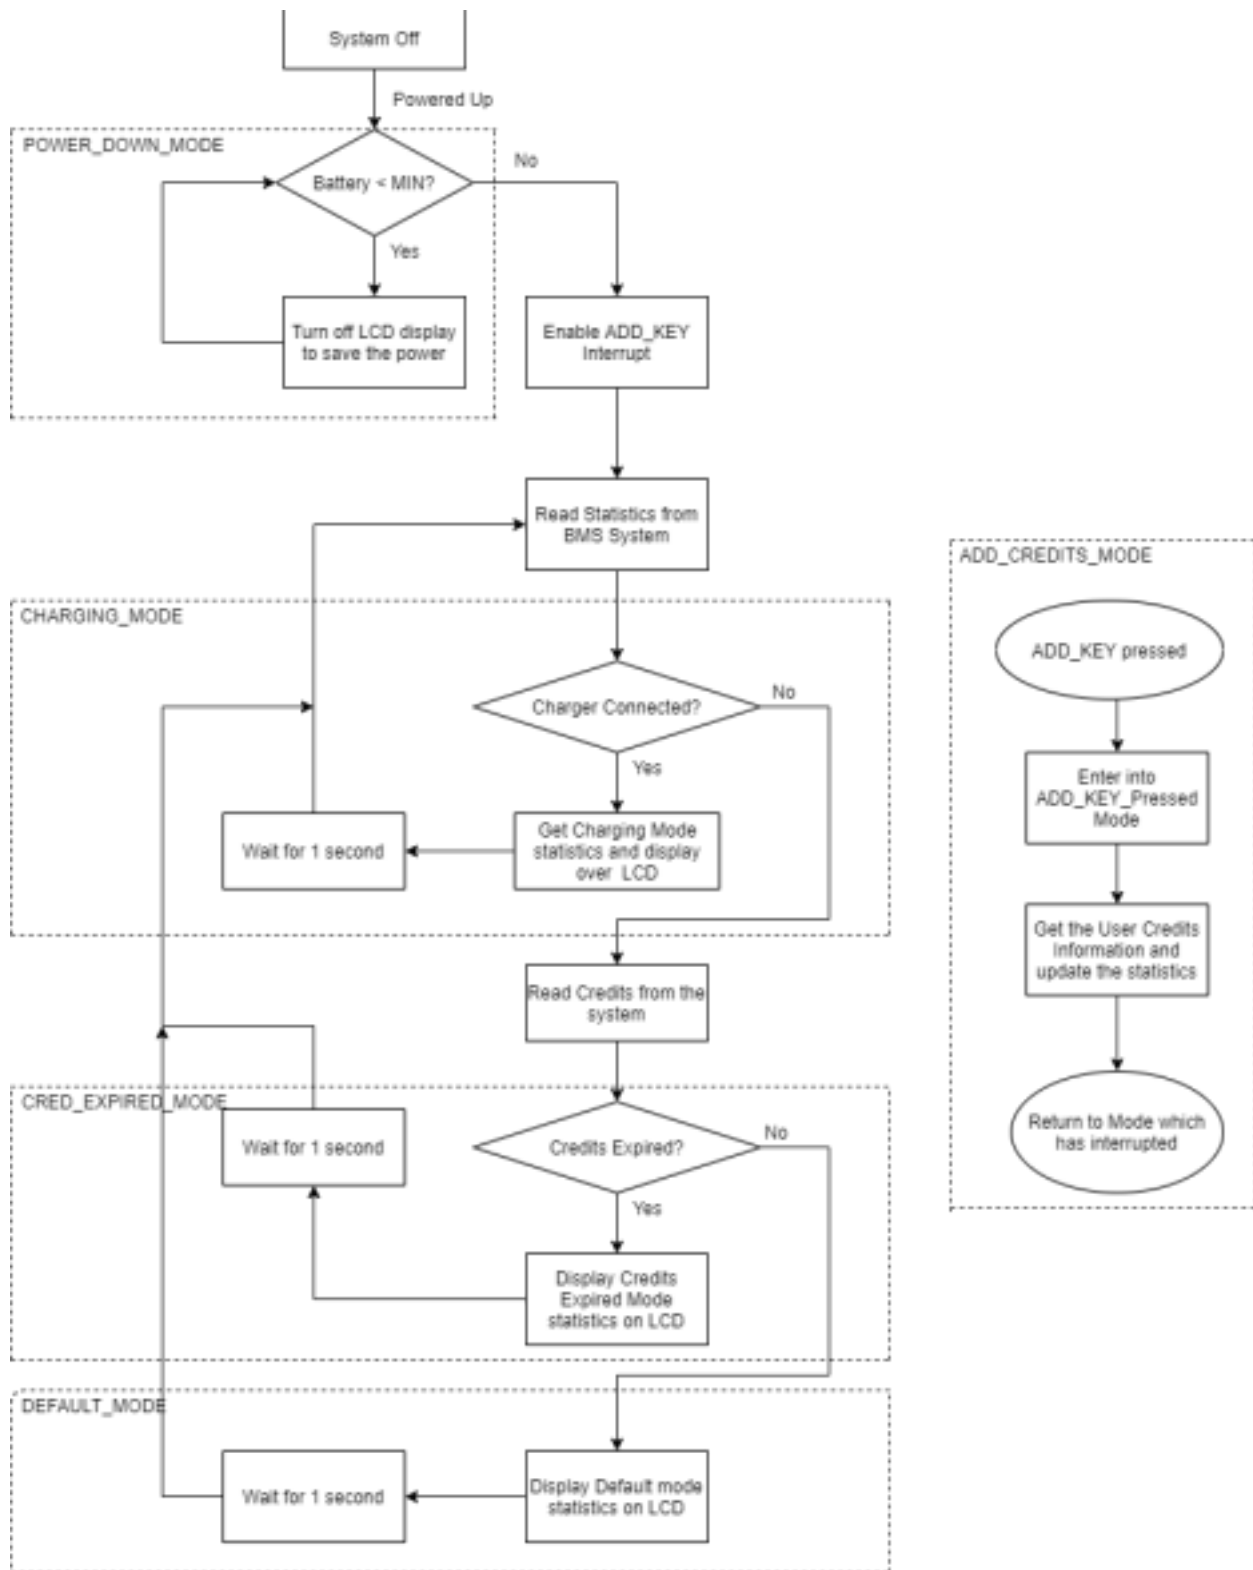 System Off
Powered Up
POWER_DOWN_MODE
No
Battery < MIN?
Yes
Turn off LCD display
to save the power
Enable ADD_KEY
Interrupt
Read Statistics from
BMS System
CHARGING_MODE
Charger Connected?
No
Yes
Wait for 1 second
Get Charging Mode
statistics and display
over LCD
Read Credits from the
system
CRED_EXPIRED_MODE
Wait for 1 second
Credits Expired?
No
Yes
Display Credits
Expired Mode
statistics on LCD
DEFAULT_MODE
Wait for 1 second
Display Default mode
statistics on LCD
ADD_CREDITS_MODE
ADD_KEY pressed
Enter into
ADD_KEY_Pressed
Mode
Get the User Credits
Information and
update the statistics
Return to Mode which
has interrupted